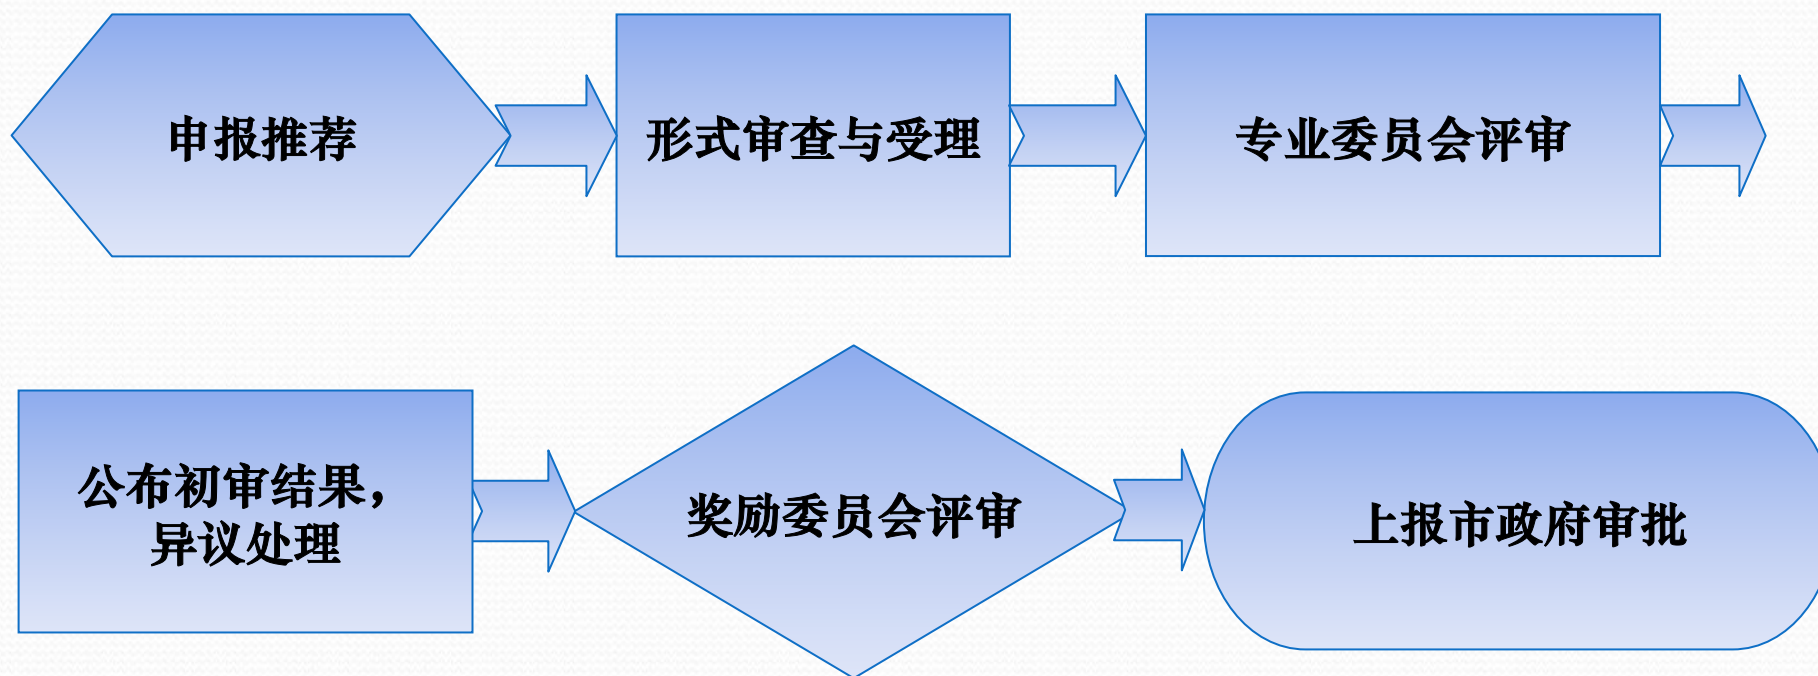 申报推荐
形式审查与受理
专业委员会评审
公布初审结果，
异议处理
奖励委员会评审
上报市政府审批